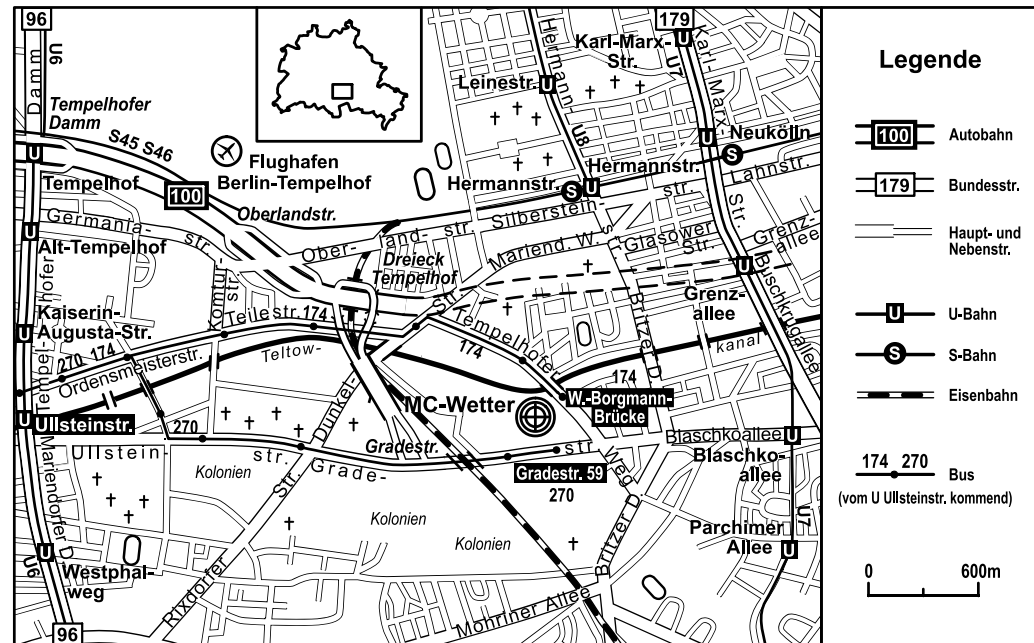 96
Damm
U6
Tempelhofer
Damm
S45 S46
Flughafen
Berlin-Tempelhof
Hermann-
Leinestr.
U8
Karl-Marx-
Str.
179
U7
Karl-Marx-
Str.
Neukölln
Hermannstr.
Hermannstr.
Lahnstr.
Tempelhof
100
Oberlandstr.
Silberstein-
str.
Germania-
str.
Ober-
land-
str.
Mariend. W.
Glasower
Str.
Grenz-
allee
Alt-Tempelhof
Dreieck
Tempelhof
Komtur-
str.
Buschkrugallee
Grenz-
allee
Britzer D.
Kaiserin-
Augusta-Str.
Tempelhofer
Teilestr.
174
Str.
Tempelhofer
174
270 174
Ordensmeisterstr.
Teltow-
kanal
174
W.-Borgmann-
Brücke
MC-Wetter
Dunkel-
Ullsteinstr.
Mariendorfer D.
270
Ullstein-
str.
Gradestr.
Grade-
str.
Gradestr. 59
270
Weg
Blaschkoallee
Blaschko-
allee
Kolonien
Kolonien
Kolonien
Str.
Rixdorfer
Britzer D.
Parchimer
Allee
U7
U6
Westphal-
weg
Mohriner Allee
96
Legende
100 Autobahn
179 Bundesstr.
Haupt- und
Nebenstr.
U U-Bahn
S S-Bahn
Eisenbahn
174 270 Bus
(vom U Ullsteinstr. kommend)
0 600m